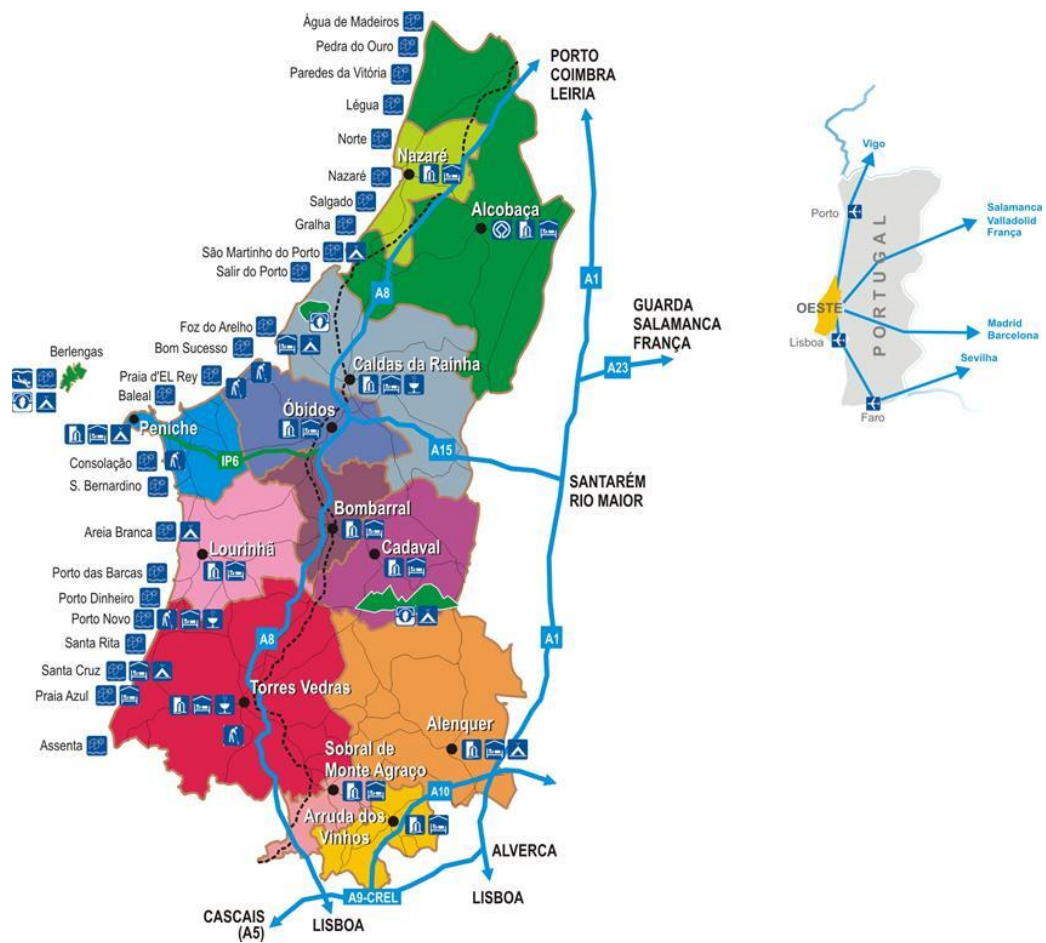 Água de Madeiros
Pedra do Ouro
Paredes da Vitória
Légua
Norte
Nazaré
Salgado
Gralha
São Martinho do Porto
Salir do Porto
Foz do Arelho
Bom Sucesso
Berlengas
Praia d'EL Rey
Baleal
Peniche
Consolação
S. Bernardino
Areia Branca
Porto das Barcas
Porto Dinheiro
Porto Novo
Santa Rita
Santa Cruz
Praia Azul
Assenta
PORTO
COIMBRA
LEIRIA
Nazaré
Alcobaça
A8
A1
GUARDA
SALAMANCA
FRANÇA
A23
Caldas da Rainha
Óbidos
A15
IP6
SANTARÉM
RIO MAIOR
Bombarral
Lourinhã
Cadaval
A8
A1
Torres Vedras
Alenquer
Sobral de
Monte Agraço
A10
Arruda dos
Vinhos
ALVERCA
A9-CREL
LISBOA
CASCAIS
(A5)
LISBOA
Vigo
Porto
Salamanca
Valladolid
França
PORTUGAL
OESTE
Lisboa
Madrid
Barcelona
Sevilha
Faro